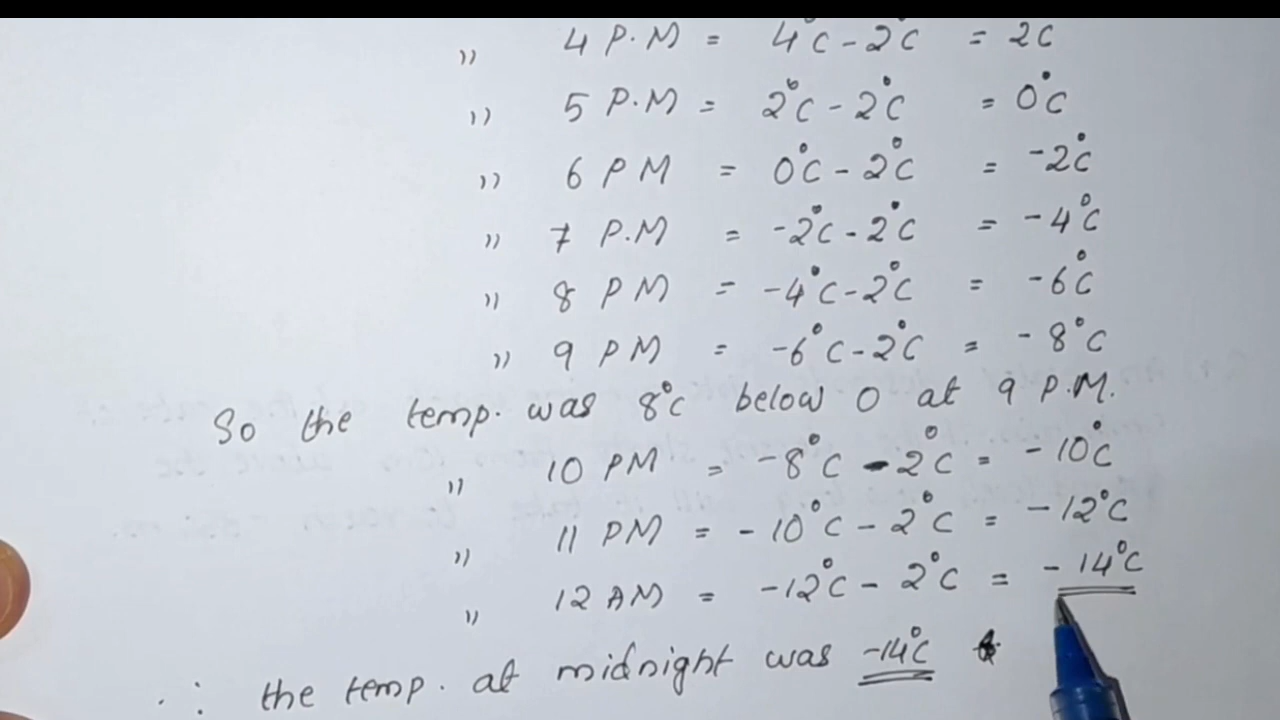 ,, 4 P.M = 4°C - 2°C = 2C
,, 5 P.M = 2°C - 2°C = 0°C
,, 6 PM = 0°C - 2°C = -2°C
,, 7 P.M = -2°C - 2°C = -4°C
,, 8 PM = -4°C - 2°C = -6°C
,, 9 PM = -6°C - 2°C = -8°C
So the temp. was 8°C below 0 at 9 P.M.
,, 10 PM = -8°C - 2°C = -10°C
,, 11 PM = -10°C - 2°C = -12°C
,, 12 AM = -12°C - 2°C = -14°C
∴ the temp. at midnight was -14°C